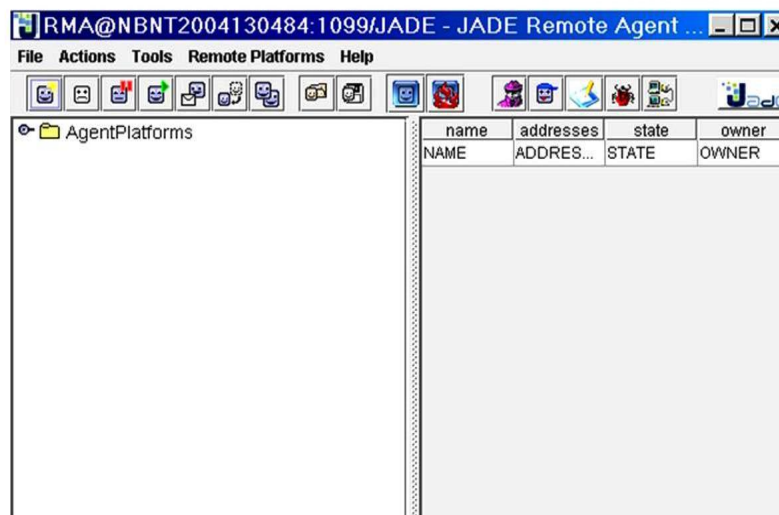 RMA@NBNT2004130484:1099/JADE - JADE Remote Agent ...
File Actions Tools Remote Platforms Help
Jade
AgentPlatforms
name addresses state owner
NAME ADDRES... STATE OWNER